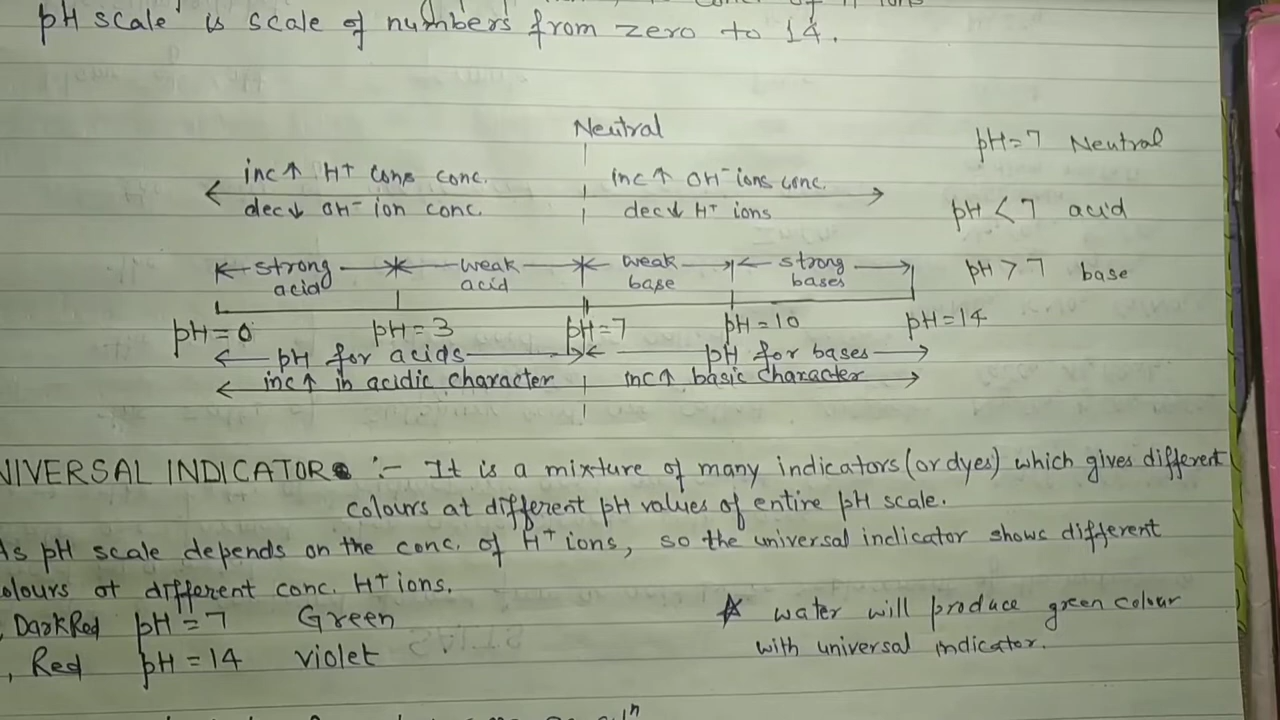 pH scale is scale of numbers from zero to 14.
Neutral
inc↑ H+ conc.
inc↑ OH- ions conc.
dec↓ OH- ion conc.
dec↓ H+ ions
pH=7 Neutral
pH<7 acid
pH>7 base
strong acid
weak acid
weak base
strong bases
pH=0 pH=3 pH=7 pH=10 pH=14
pH for acids pH for bases
inc↑ in acidic character inc↑ basic character
NIVERSAL INDICATOR :- It is a mixture of many indicators (or dyes) which gives different
colours at different pH values of entire pH scale.
As pH scale depends on the conc. of H+ ions, so the universal indicator shows different
olours at different conc. H+ ions.
, Dark Red pH=7 Green
, Red pH=14 violet
☆ water will produce green colour
with universal indicator.